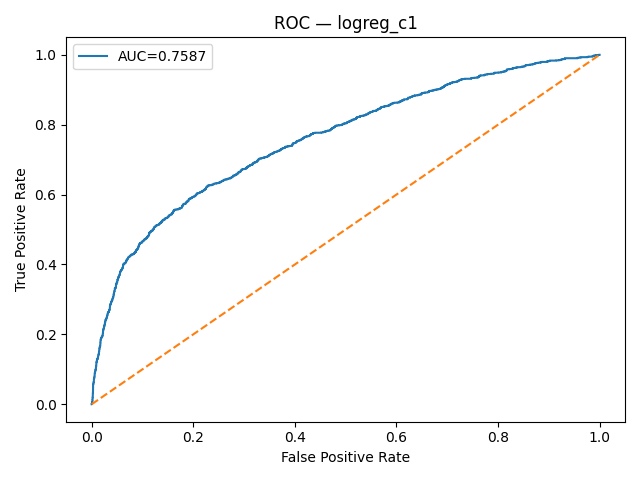 ROC — logreg_c1
AUC=0.7587
True Positive Rate
1.0
0.8
0.6
0.4
0.2
0.0
0.0 0.2 0.4 0.6 0.8 1.0
False Positive Rate